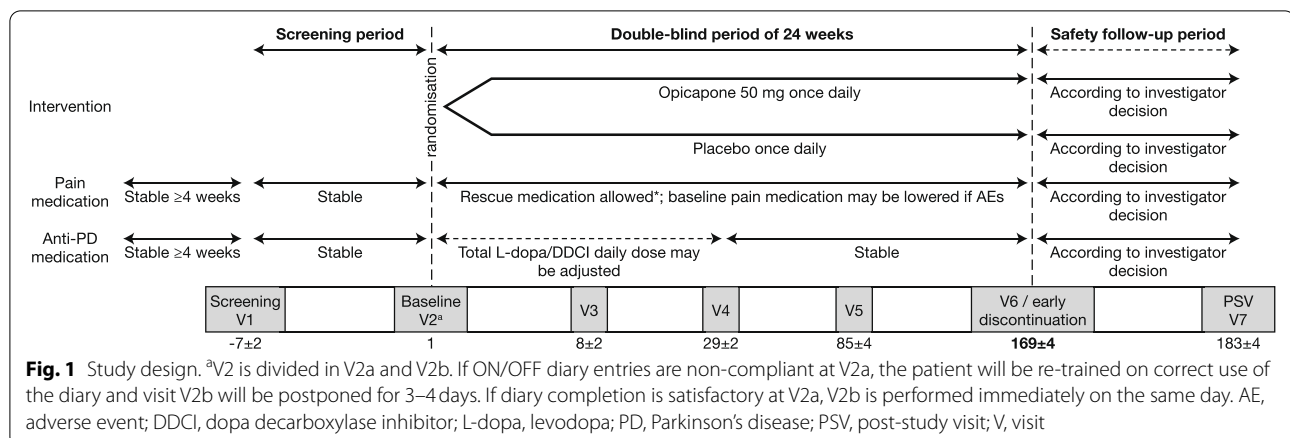 Screening period
Double-blind period of 24 weeks
Safety follow-up period
randomisation
Intervention
Opicapone 50 mg once daily
According to investigator
decision
Placebo once daily
According to investigator
decision
Pain
medication
Stable ≥4 weeks
Stable
Rescue medication allowed*; baseline pain medication may be lowered if AEs
According to investigator
decision
Anti-PD
medication
Stable ≥4 weeks
Stable
Total L-dopa/DDCI daily dose may
be adjusted
Stable
According to investigator
decision
Screening
V1
Baseline
V2ᵃ
V3
V4
V5
V6 / early
discontinuation
PSV
V7
-7±2
1
8±2
29±2
85±4
169±4
183±4
Fig. 1 Study design. ᵃV2 is divided in V2a and V2b. If ON/OFF diary entries are non-compliant at V2a, the patient will be re-trained on correct use of
the diary and visit V2b will be postponed for 3–4 days. If diary completion is satisfactory at V2a, V2b is performed immediately on the same day. AE,
adverse event; DDCI, dopa decarboxylase inhibitor; L-dopa, levodopa; PD, Parkinson's disease; PSV, post-study visit; V, visit